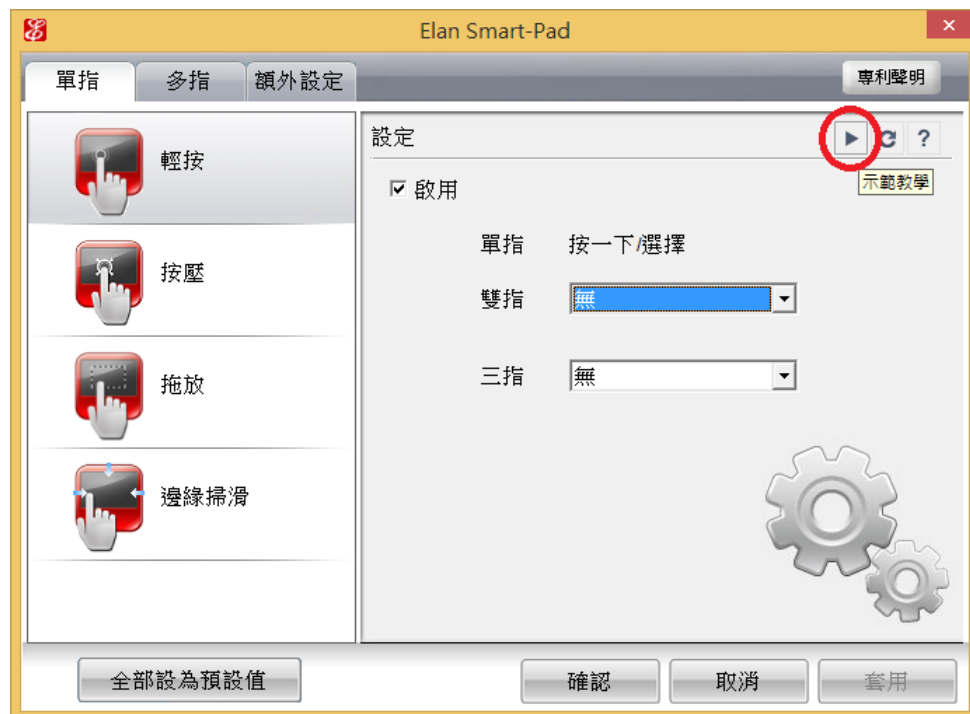 Elan Smart-Pad
單指 多指 額外設定 專利聲明
設定
?
示範教學
輕按
啟用
單指 按一下/選擇
按壓
雙指 無
三指 無
拖放
邊緣掃滑
全部設為預設值 確認 取消 套用